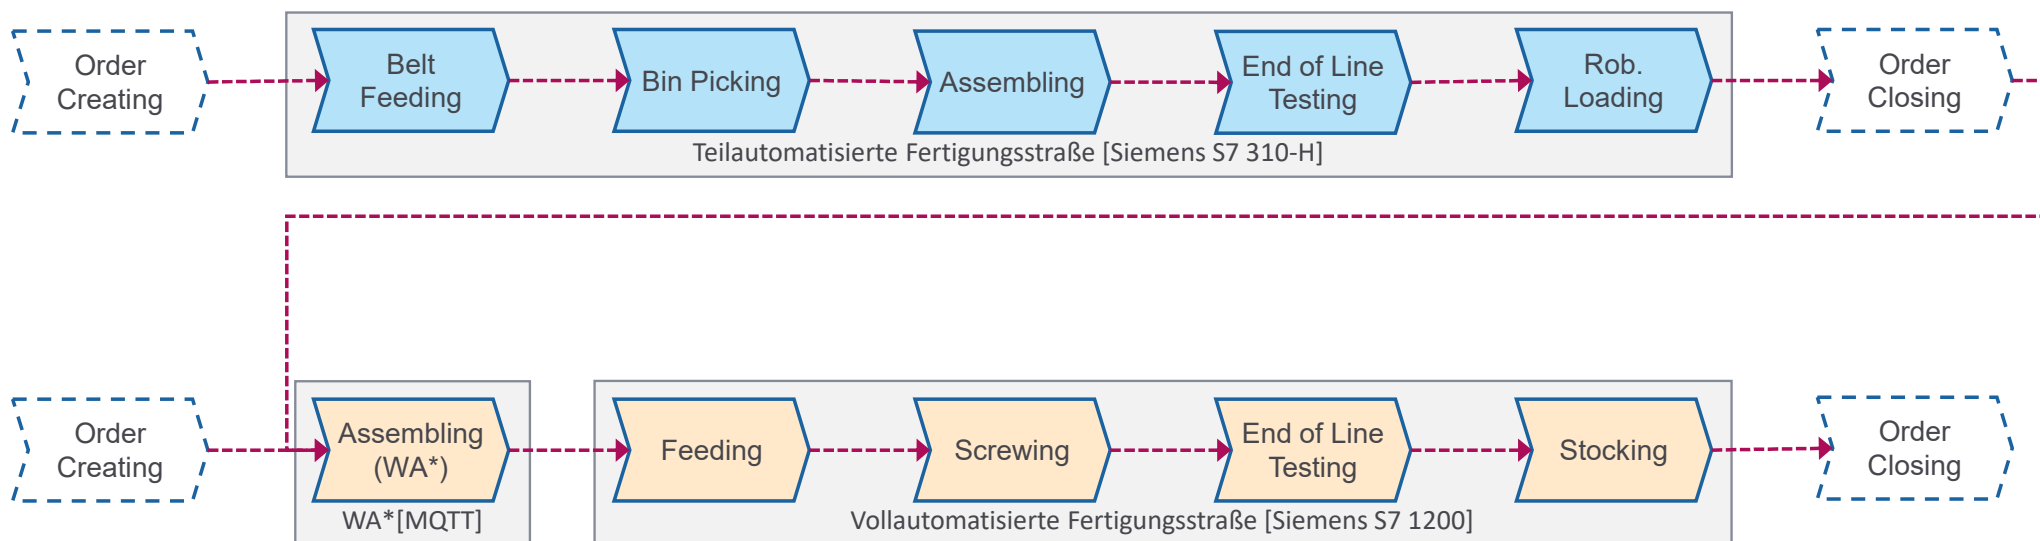 Order
Creating
Belt
Feeding
Bin Picking
Assembling
End of Line
Testing
Rob.
Loading
Order
Closing
Teilautomatisierte Fertigungsstraße [Siemens S7 310-H]
Order
Creating
Assembling
(WA*)
Feeding
Screwing
End of Line
Testing
Stocking
Order
Closing
WA*[MQTT]
Vollautomatisierte Fertigungsstraße [Siemens S7 1200]